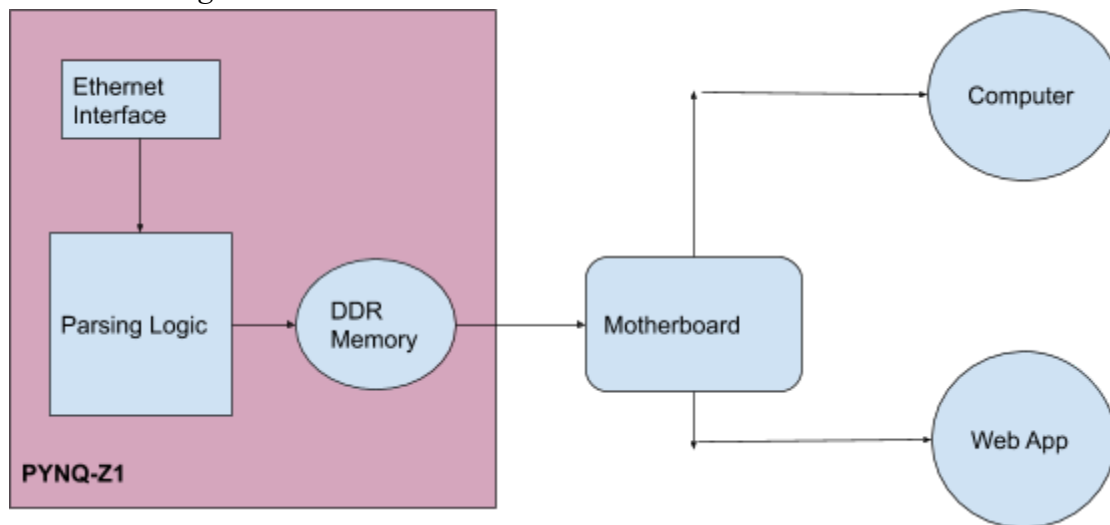 Ethernet
Interface
Computer
Parsing Logic
DDR
Memory
Motherboard
Web App
PYNQ-Z1